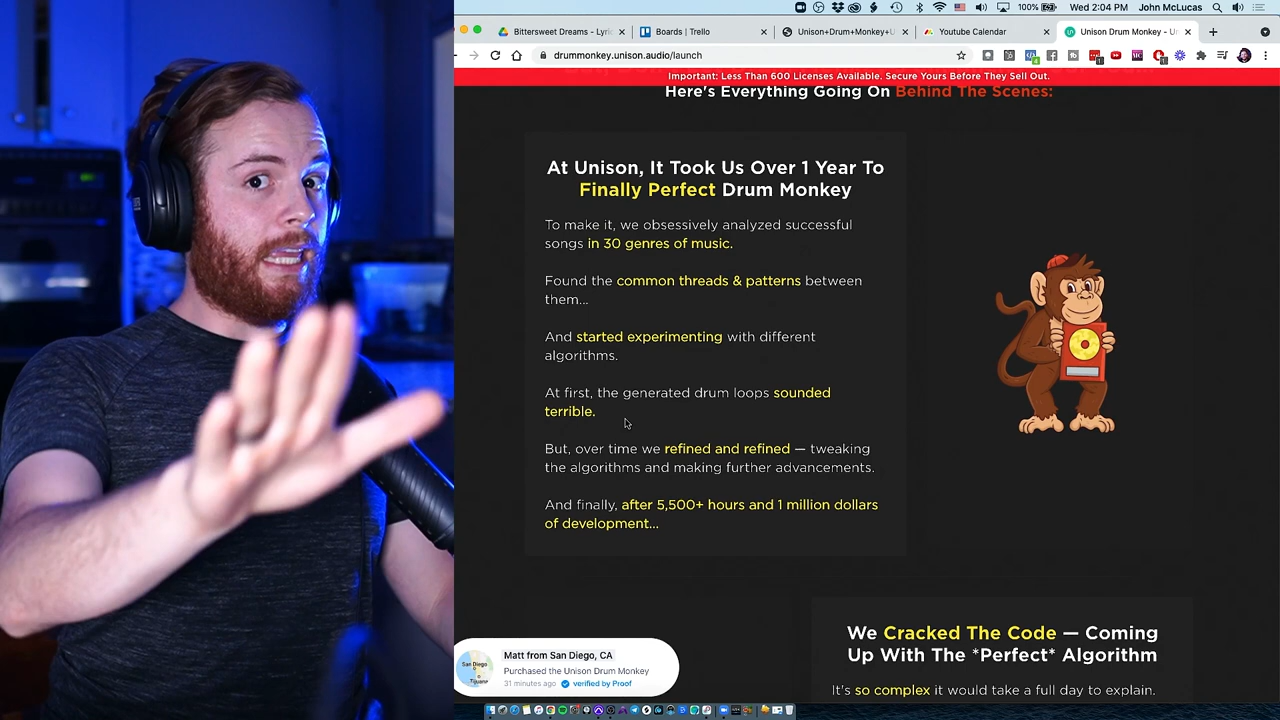 100%
Wed 2:04 PM
John McLucas
Bittersweet Dreams – Lyri
Boards | Trello
Unison+Drum+Monkey+U
Youtube Calendar
Unison Drum Monkey - U
drummonkey.unison.audio/launch
Important: Less Than 600 Licenses Available. Secure Yours Before They Sell Out.
Here's Everything Going On Behind The Scenes:
At Unison, It Took Us Over 1 Year To
Finally Perfect Drum Monkey
To make it, we obsessively analyzed successful
songs in 30 genres of music.
Found the common threads & patterns between
them...
And started experimenting with different
algorithms.
At first, the generated drum loops sounded
terrible.
But, over time we refined and refined — tweaking
the algorithms and making further advancements.
And finally, after 5,500+ hours and 1 million dollars
of development...
We Cracked The Code — Coming
Up With The *Perfect* Algorithm
It's so complex it would take a full day to explain.
San Diego
Tijuana
Matt from San Diego, CA
Purchased the Unison Drum Monkey
31 minutes ago
verified by Proof